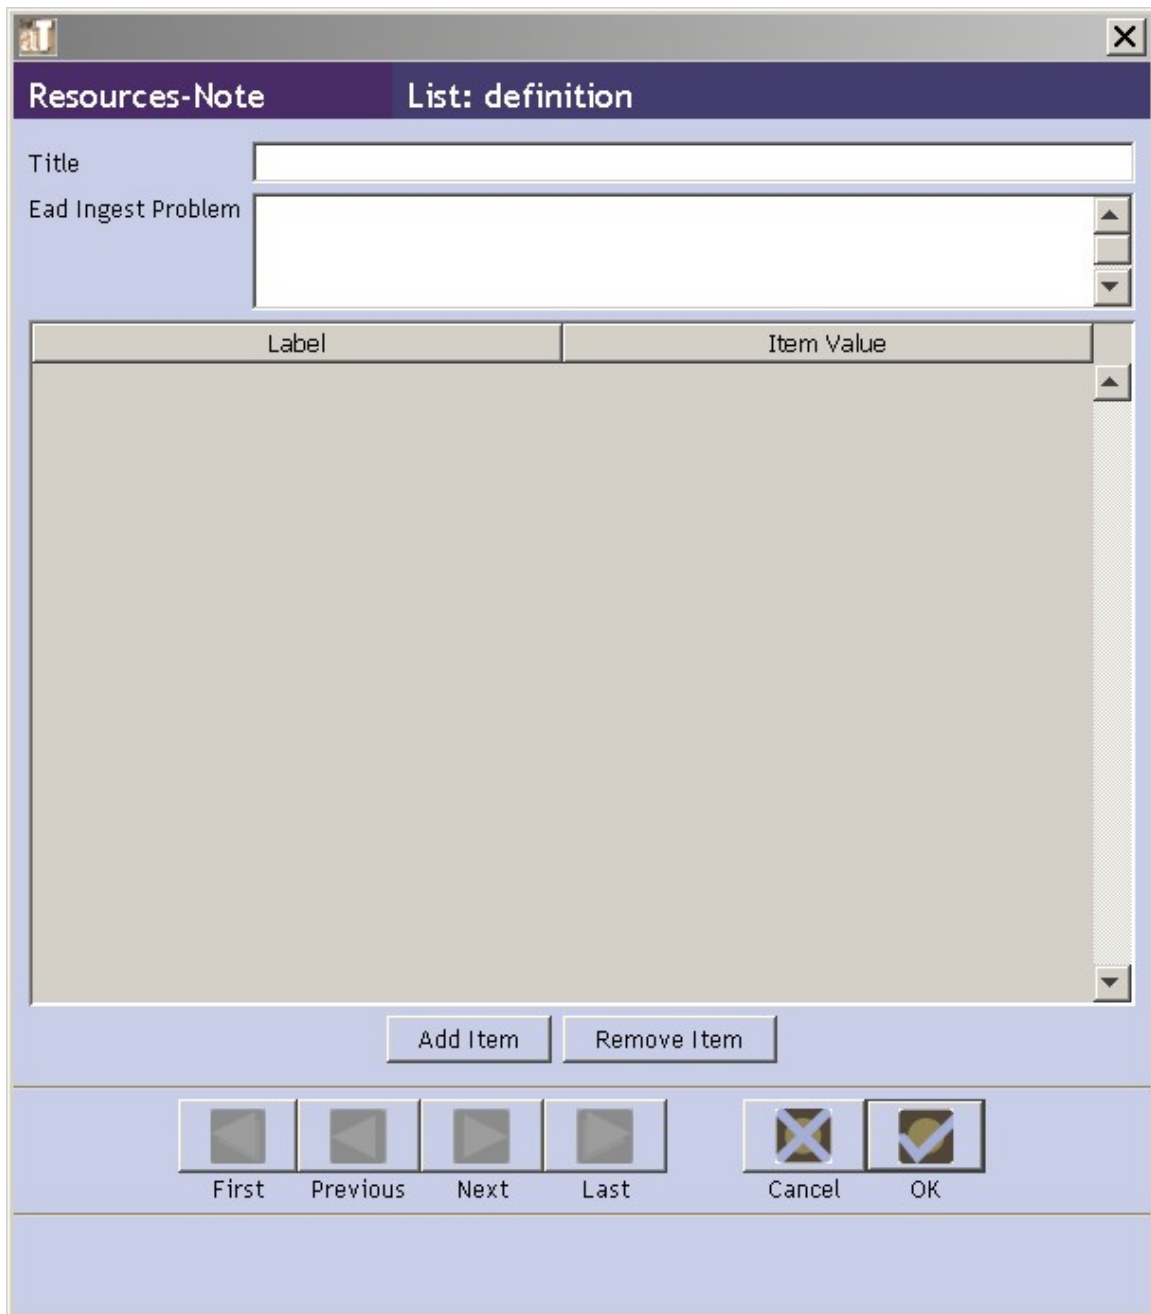 aT
Resources-Note List: definition
Title
Ead Ingest Problem
Label Item Value
Add Item Remove Item
First Previous Next Last Cancel OK